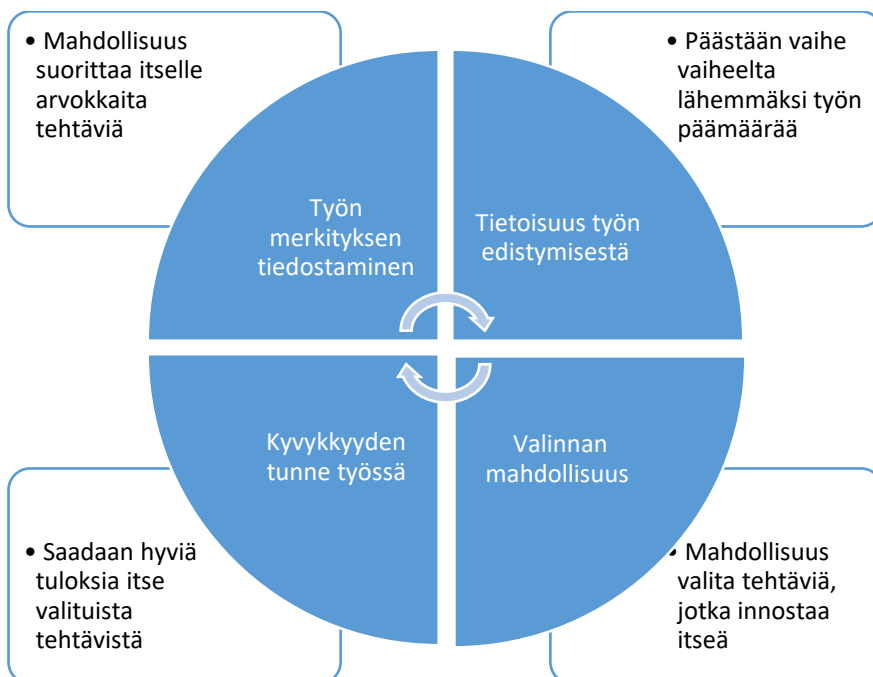 • Mahdollisuus
suorittaa itselle
arvokkaita
tehtäviä
• Päästään vaihe
vaiheelta
lähemmäksi työn
päämäärää
Työn
merkityksen
tiedostaminen
Tietoisuus työn
edistymisestä
Kyvykkyyden
tunne työssä
Valinnan
mahdollisuus
• Saadaan hyviä
tuloksia itse
valituista
tehtävistä
• Mahdollisuus
valita tehtäviä,
jotka innostaa
itseä